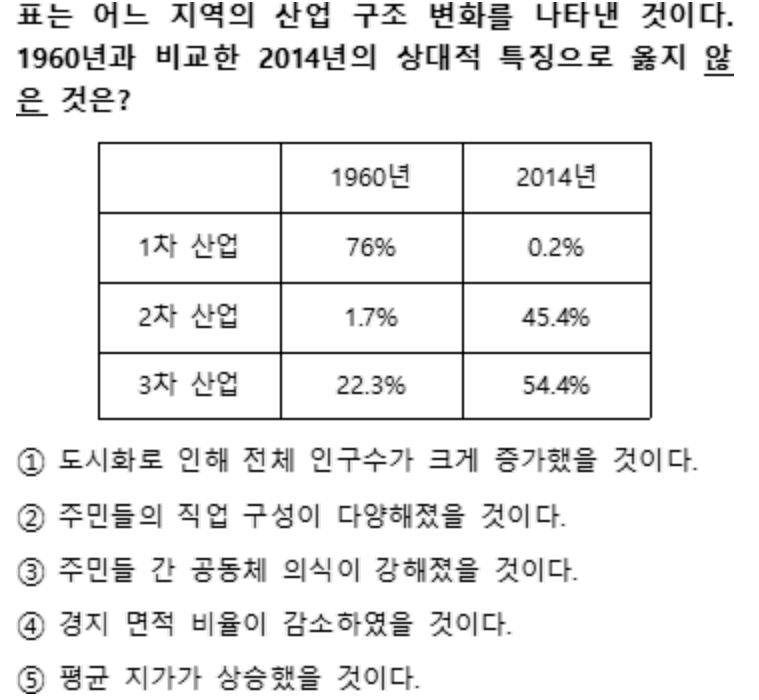 표는 어느 지역의 산업 구조 변화를 나타낸 것이다.
1960년과 비교한 2014년의 상대적 특징으로 옳지 않
은 것은?
1960년 2014년
1차 산업 76% 0.2%
2차 산업 1.7% 45.4%
3차 산업 22.3% 54.4%
① 도시화로 인해 전체 인구수가 크게 증가했을 것이다.
② 주민들의 직업 구성이 다양해졌을 것이다.
③ 주민들 간 공동체 의식이 강해졌을 것이다.
④ 경지 면적 비율이 감소하였을 것이다.
⑤ 평균 지가가 상승했을 것이다.